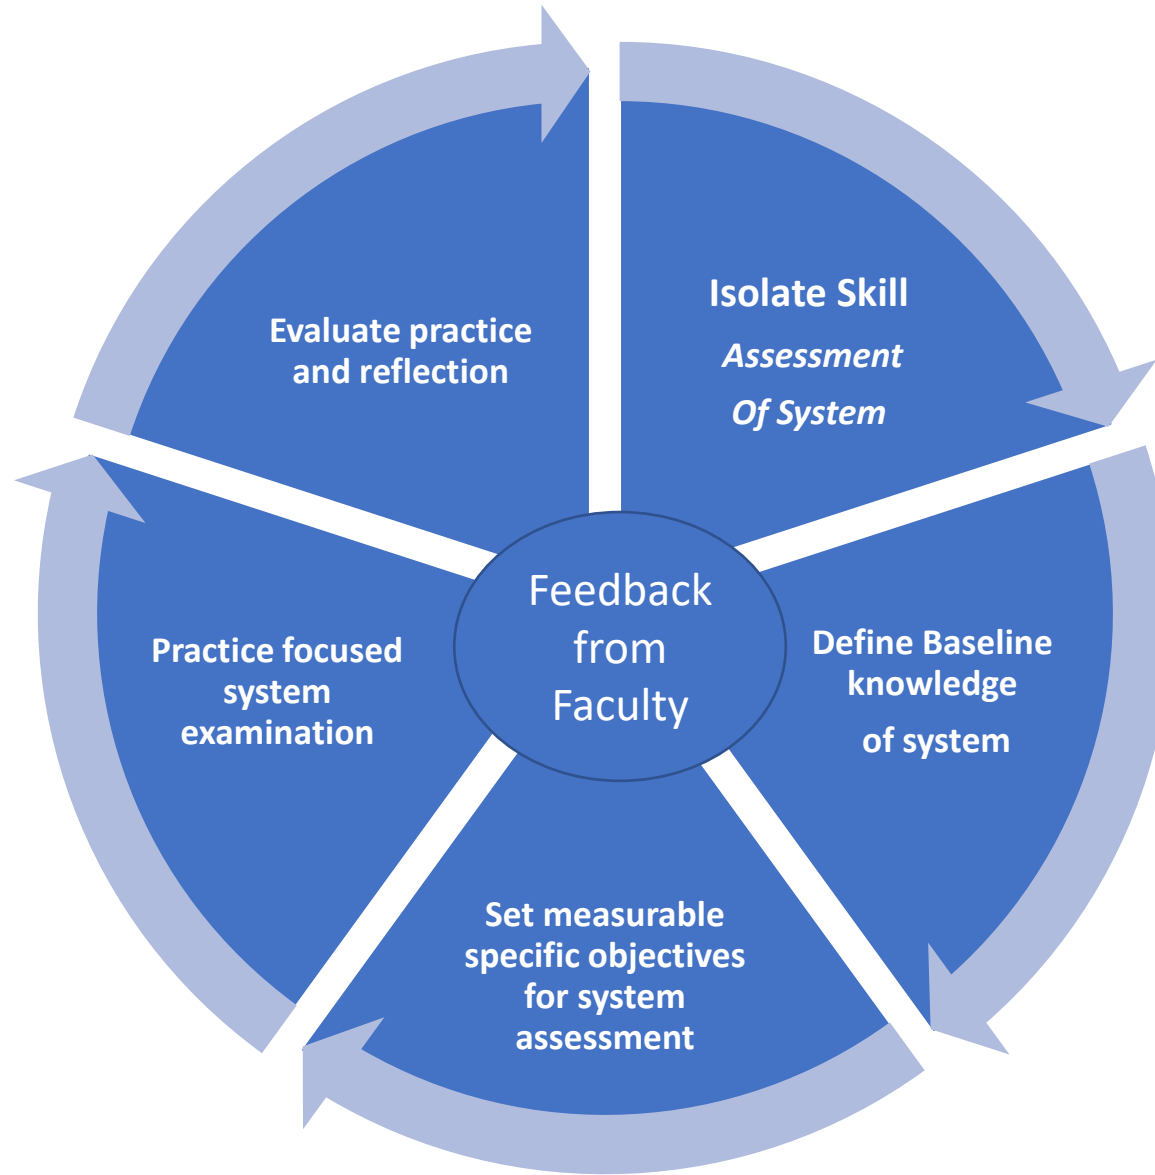 Isolate Skill
Assessment
Of System
Define Baseline
knowledge
of system
Set measurable
specific objectives
for system
assessment
Practice focused
system
examination
Evaluate practice
and reflection
Feedback
from
Faculty